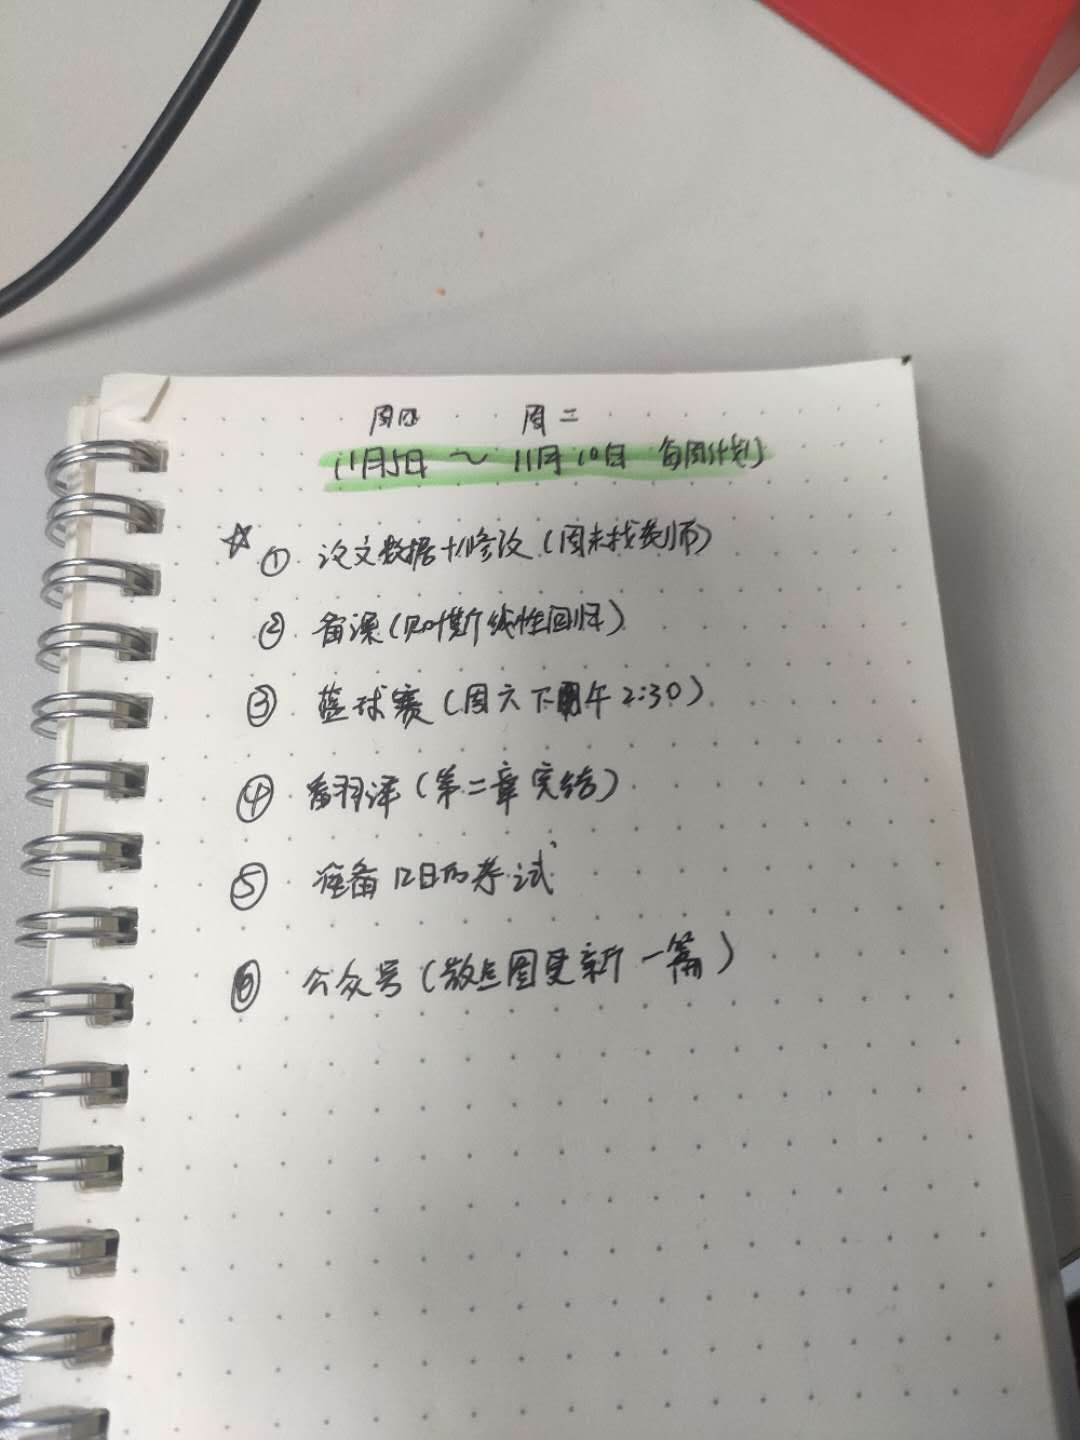 周四 周二
11月5日 ~ 11月10日 每周计划
☆ ① 论文数据+修改(周末找老师)
② 备课(贝叶斯线性回归)
③ 蓝球赛(周六下午2:30)
④ 翻译(第二章完结)
⑤ 准备12日的考试
⑥ 公众号(散点图更新一篇)